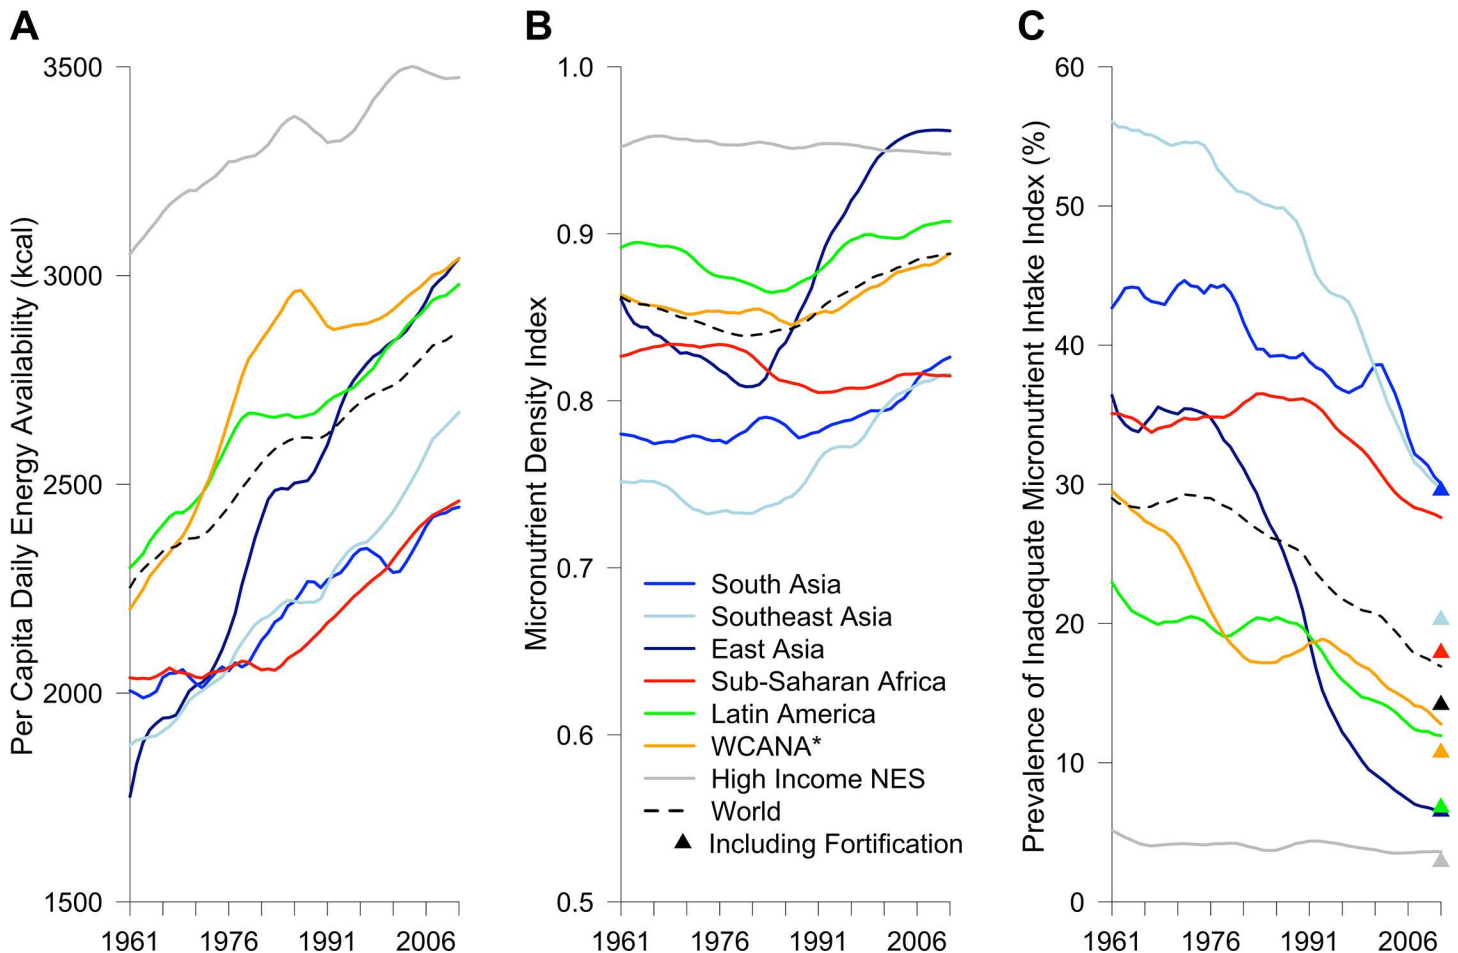 A
Per Capita Daily Energy Availability (kcal)
3500
3000
2500
2000
1500
1961 1976 1991 2006
B
Micronutrient Density Index
1.0
0.9
0.8
0.7
0.6
0.5
South Asia
Southeast Asia
East Asia
Sub-Saharan Africa
Latin America
WCANA*
High Income NES
World
Including Fortification
1961 1976 1991 2006
C
Prevalence of Inadequate Micronutrient Intake Index (%)
60
50
40
30
20
10
0
1961 1976 1991 2006